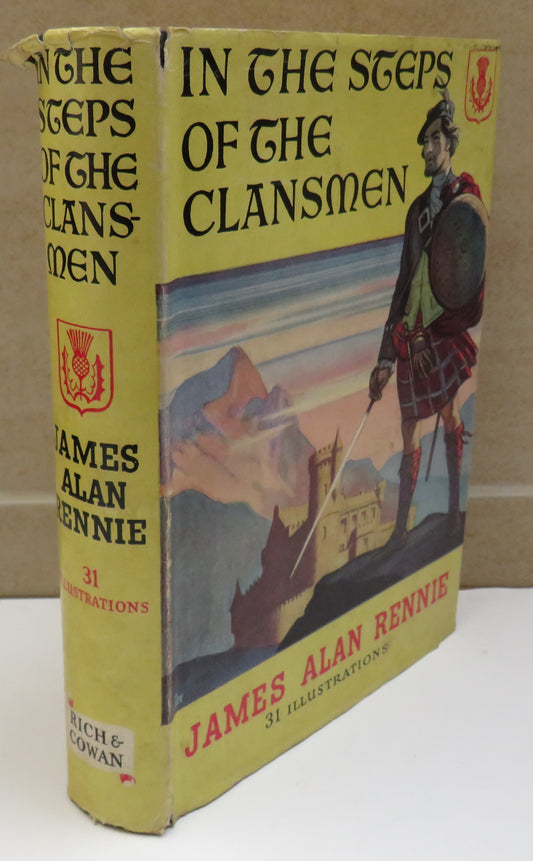 IN THE
STEPS
OF THE
CLANS-
MEN
JAMES
ALAN
RENNIE
31
ILLUSTRATIONS
RICH &
COWAN
IN THE STEPS
OF THE
CLANSMEN
JAMES ALAN RENNIE
31 ILLUSTRATIONS